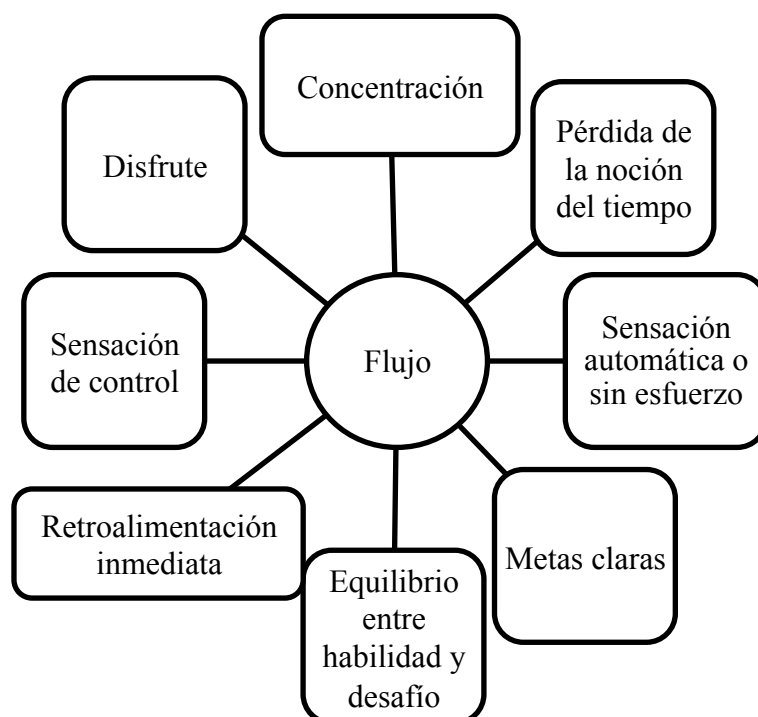 Concentración
Pérdida de
la noción
del tiempo
Disfrute
Sensación
automática o
sin esfuerzo
Sensación
de control
Flujo
Metas claras
Retroalimentación
inmediata
Equilibrio
entre
habilidad y
desafío